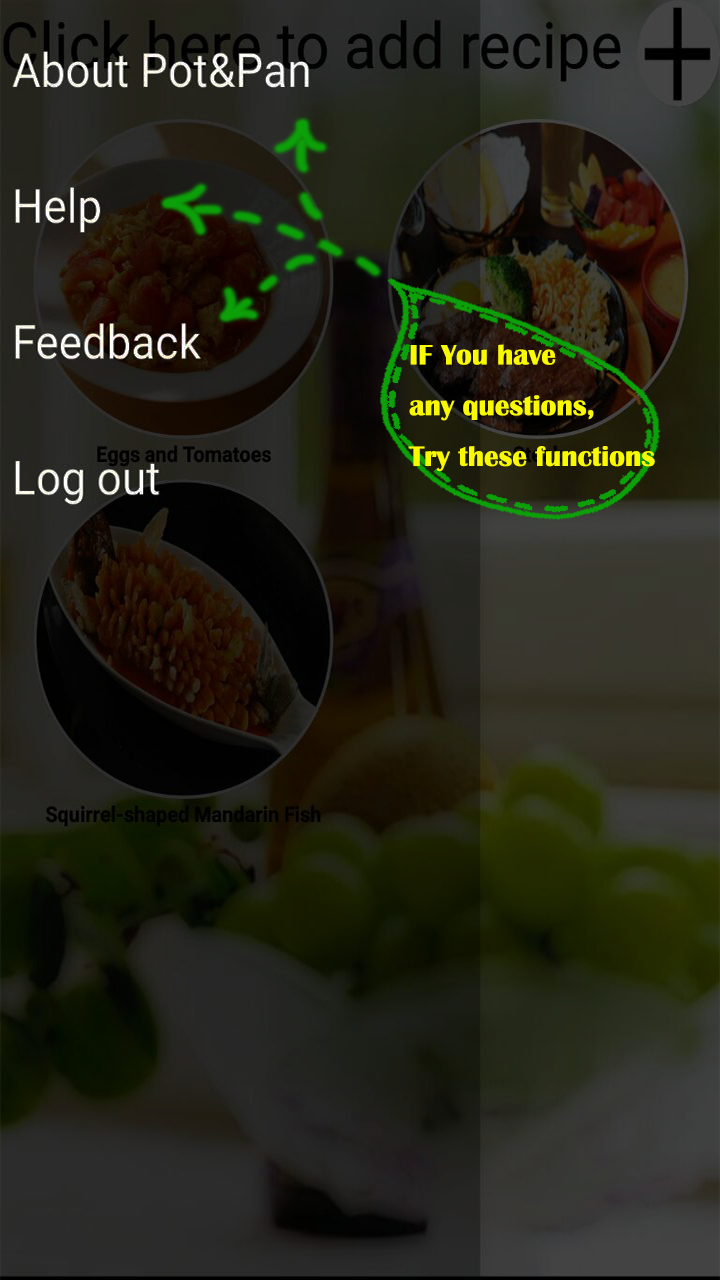 Click here to add recipe
About Pot&Pan
Help
Feedback
IF You have
any questions,
Try these functions
Eggs and Tomatoes
Log out
Squirrel-shaped Mandarin Fish